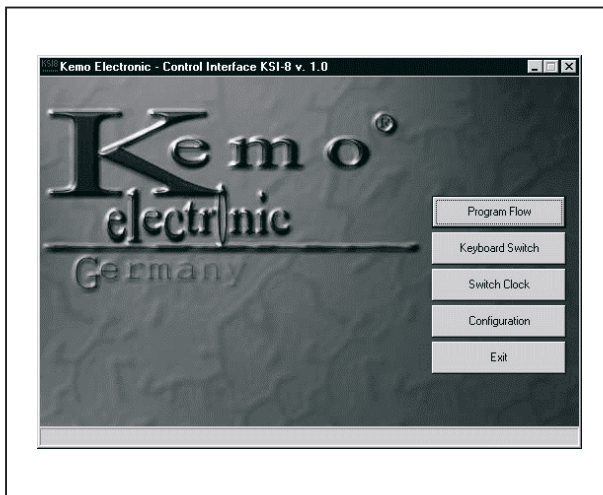 KSI8 Kemo Electronic - Control Interface KSI-8 v. 1.0
Kemo®
electronic
Germany
Program Flow
Keyboard Switch
Switch Clock
Configuration
Exit